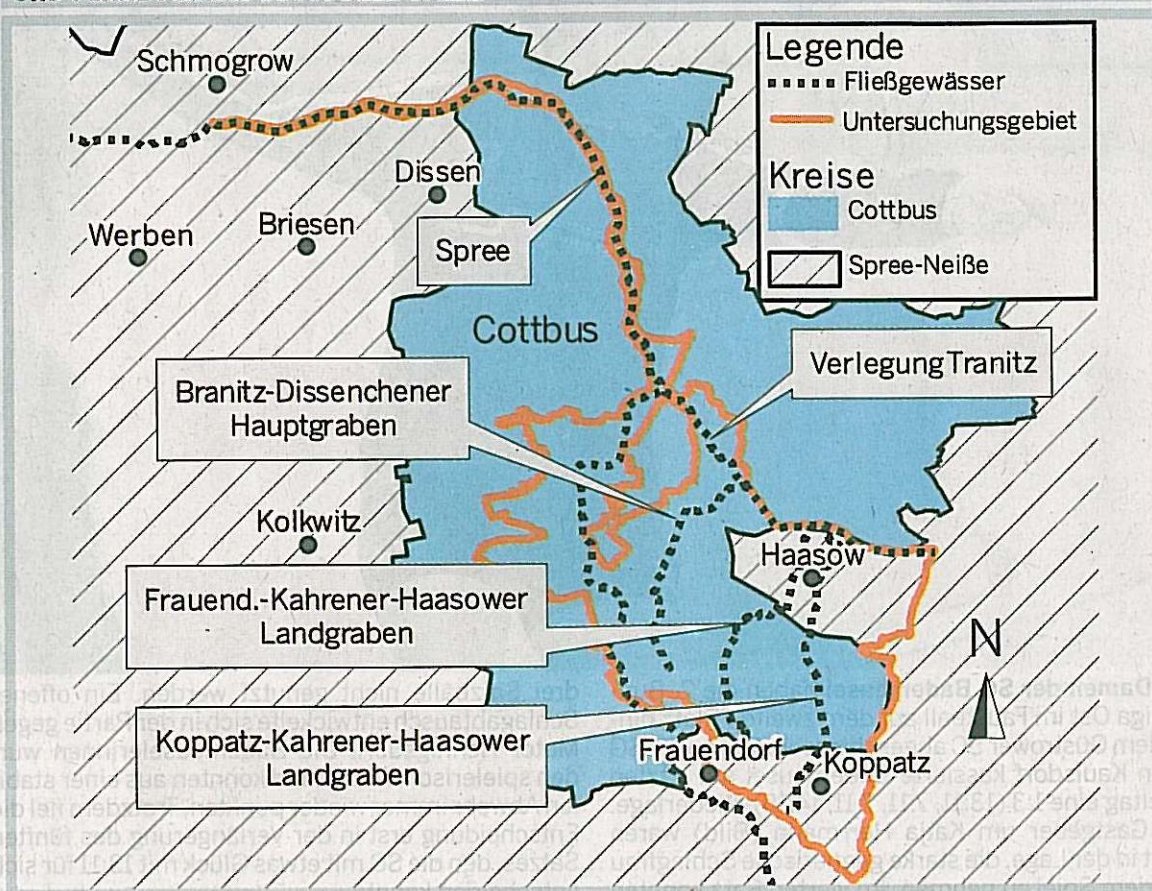 Legende
Fließgewässer
Untersuchungsgebiet
Kreise
Cottbus
Spree-Neiße
Schmogrow
Dissen
Briesen
Werben
Spree
Cottbus
Verlegung Tranitz
Branitz-Dissenchener
Hauptgraben
Kolkwitz
Haasow
Frauend.-Kahrener-Haasower
Landgraben
N
Koppatz-Kahrener-Haasower
Landgraben
Frauendorf
Koppatz